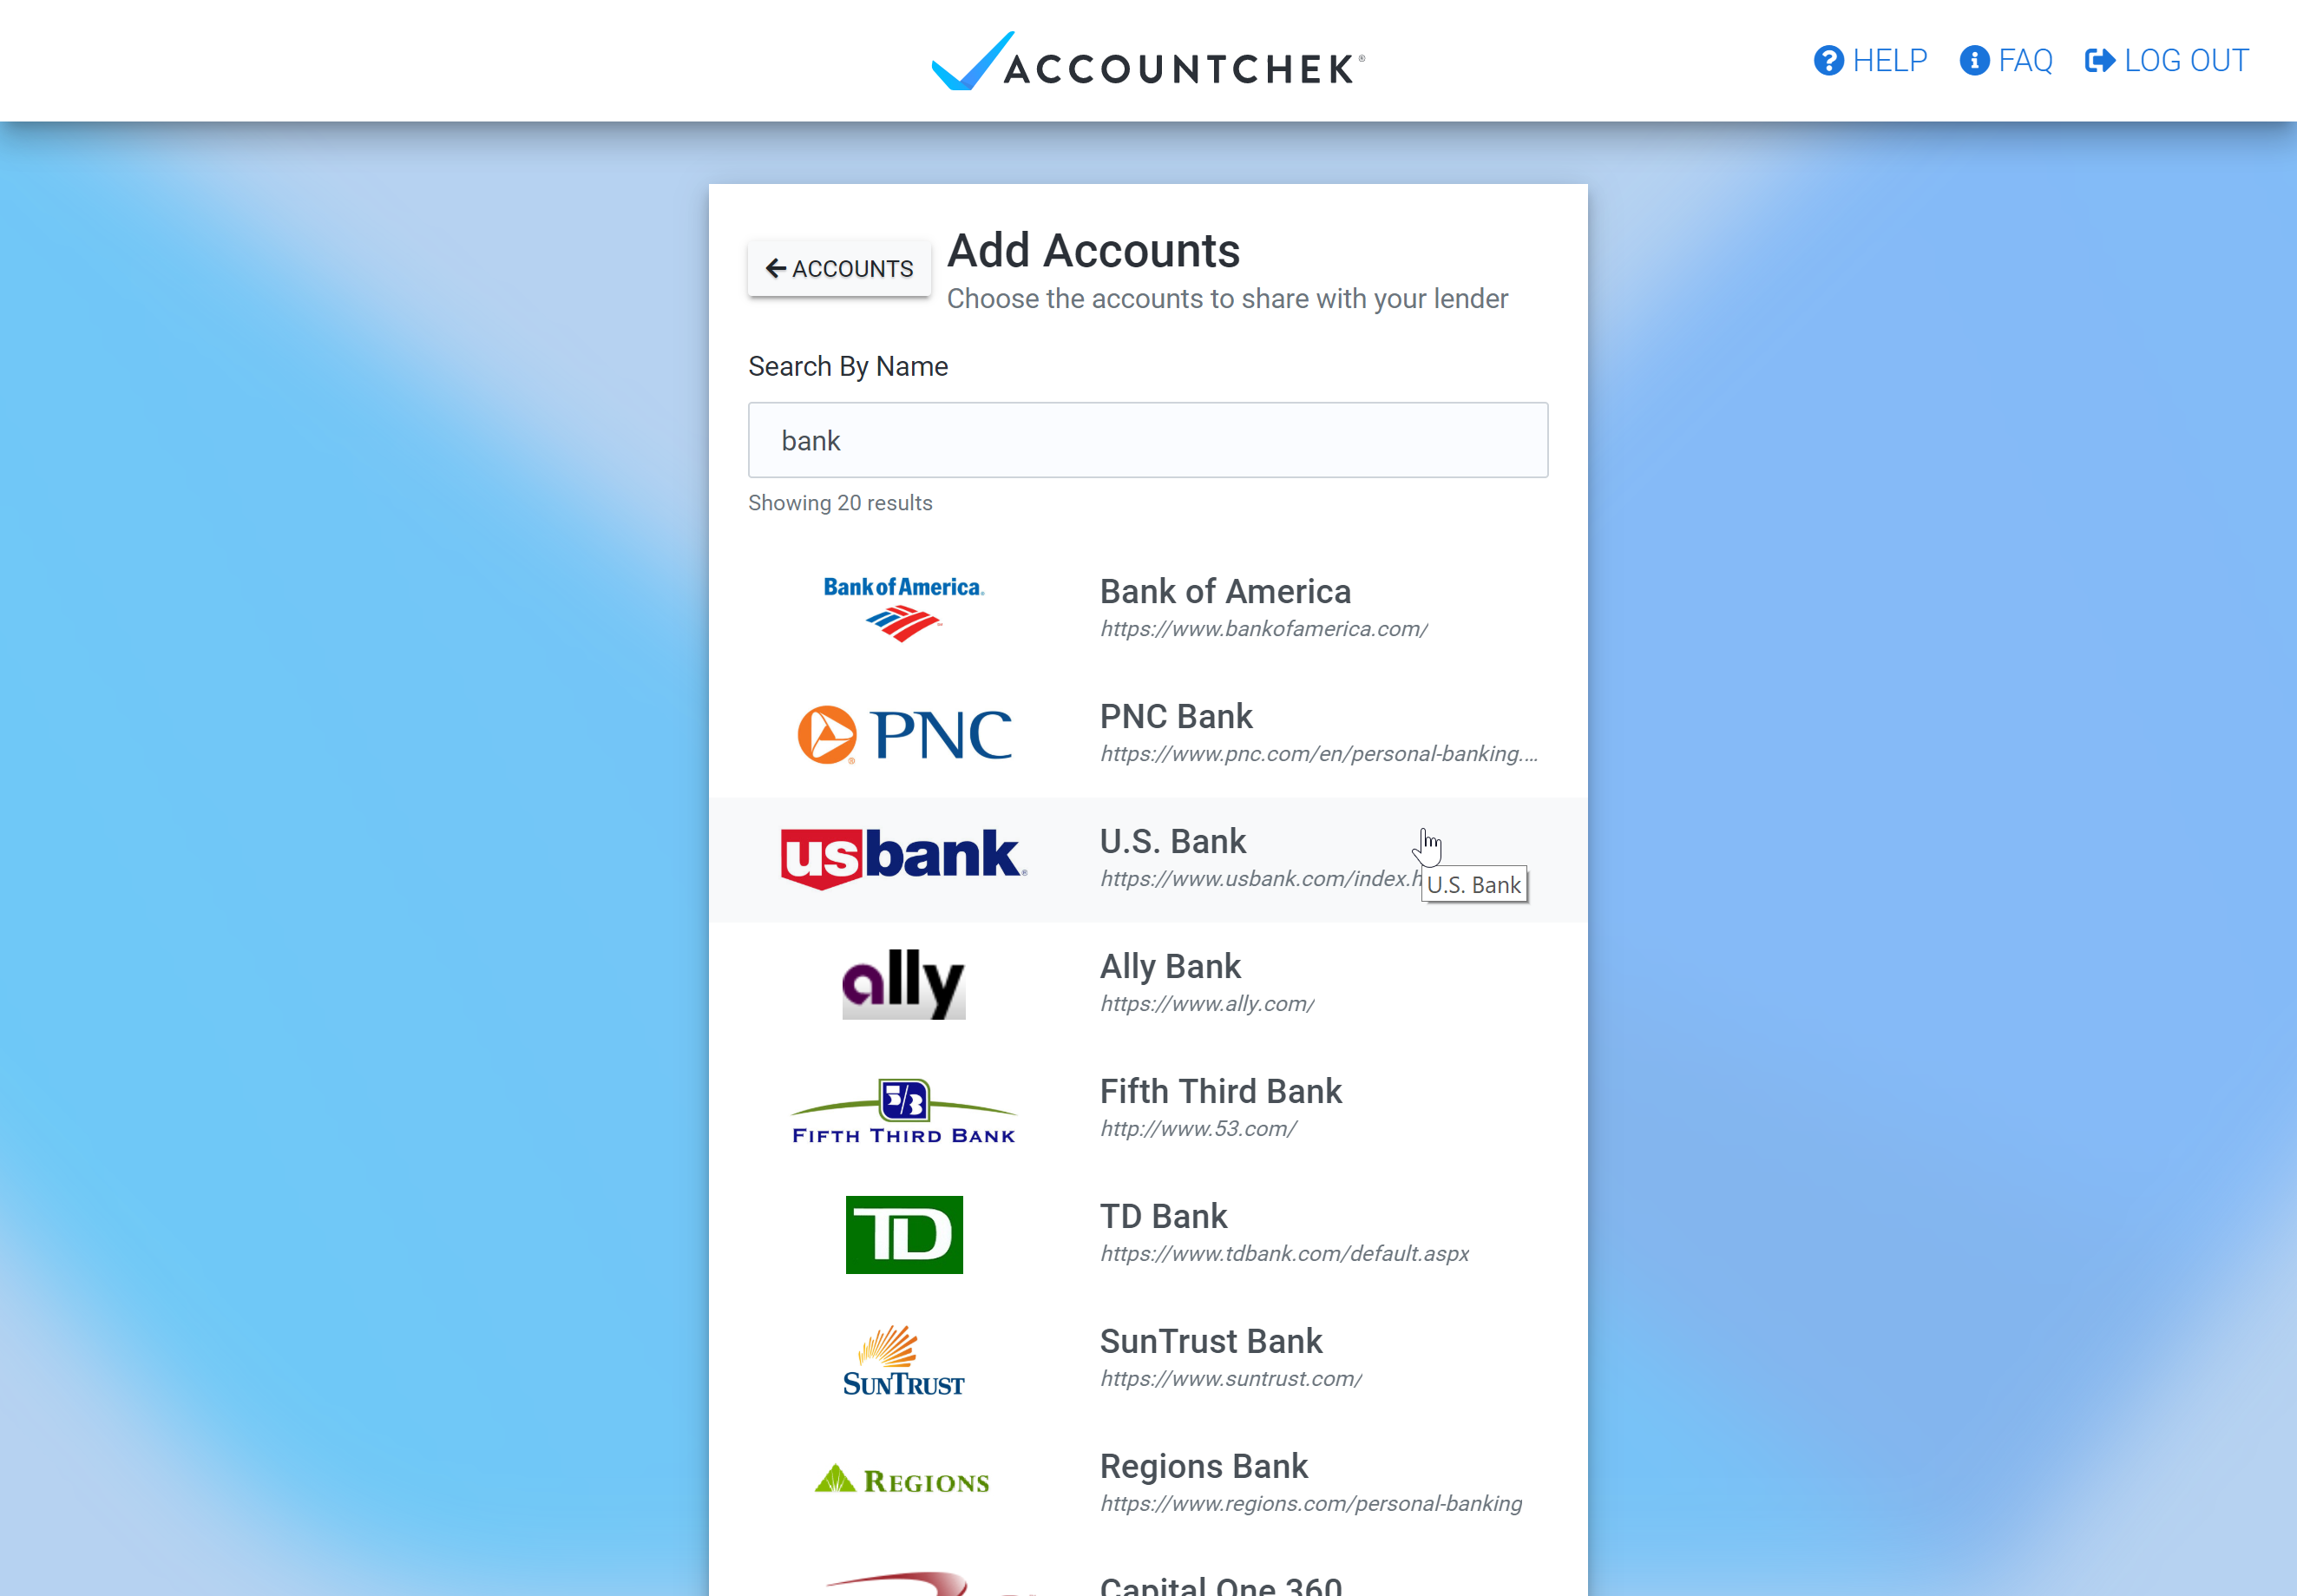 ACCOUNTCHEK®
HELP
FAQ
LOG OUT
ACCOUNTS
Add Accounts
Choose the accounts to share with your lender
Search By Name
bank
Showing 20 results
Bank of America
Bank of America
https://www.bankofamerica.com/
PNC
PNC Bank
https://www.pnc.com/en/personal-banking....
usbank
U.S. Bank
https://www.usbank.com/index.h
U.S. Bank
ally
Ally Bank
https://www.ally.com/
5/3
FIFTH THIRD BANK
Fifth Third Bank
http://www.53.com/
TD
TD Bank
https://www.tdbank.com/default.aspx
SUNTRUST
SunTrust Bank
https://www.suntrust.com/
REGIONS
Regions Bank
https://www.regions.com/personal-banking
Capital One 360